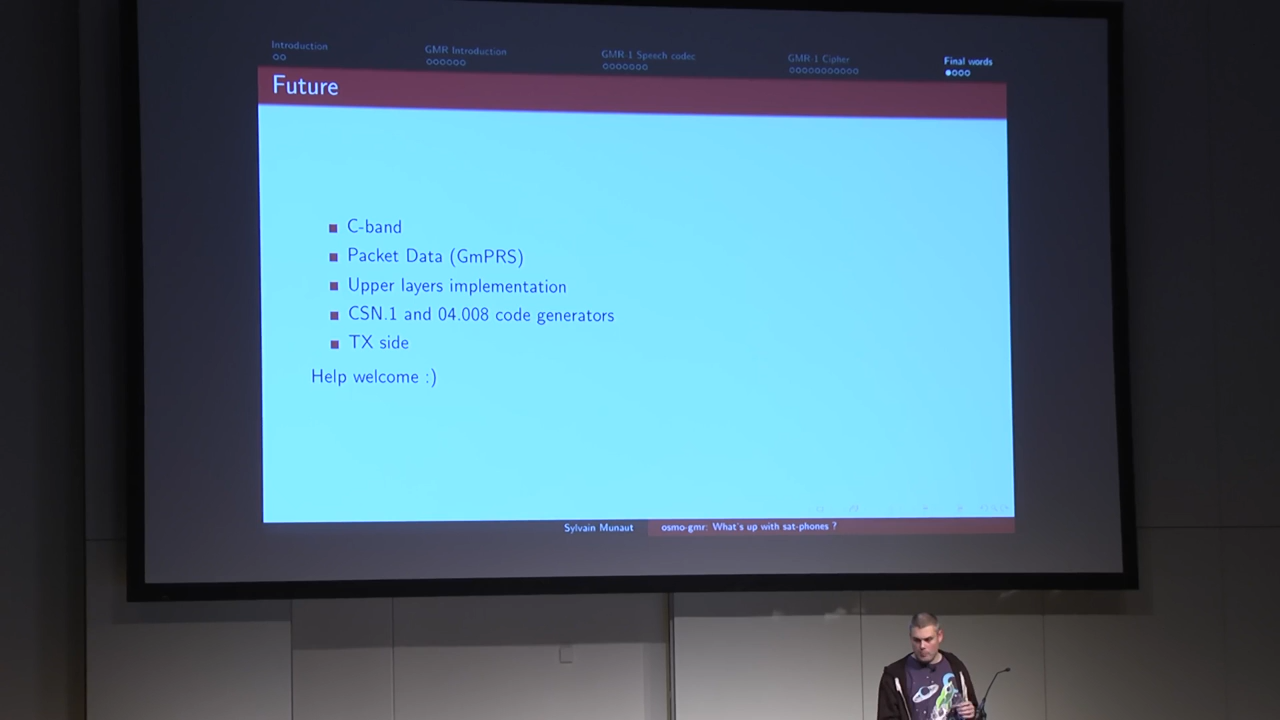 Introduction
GMR Introduction
GMR-1 Speech codec
GMR-1 Cipher
Final words
Future
C-band
Packet Data (GmPRS)
Upper layers implementation
CSN.1 and 04.008 code generators
TX side
Help welcome :)
Sylvain Munaut
osmo-gmr: What's up with sat-phones ?